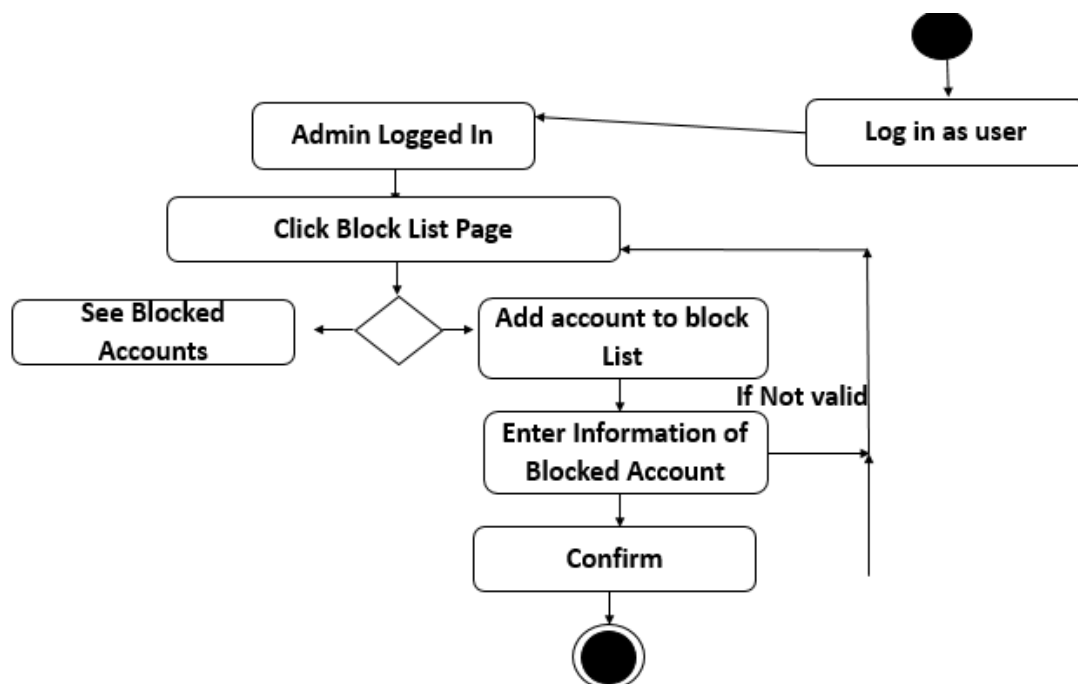 Log in as user
Admin Logged In
Click Block List Page
See Blocked
Accounts
Add account to block
List
If Not valid
Enter Information of
Blocked Account
Confirm